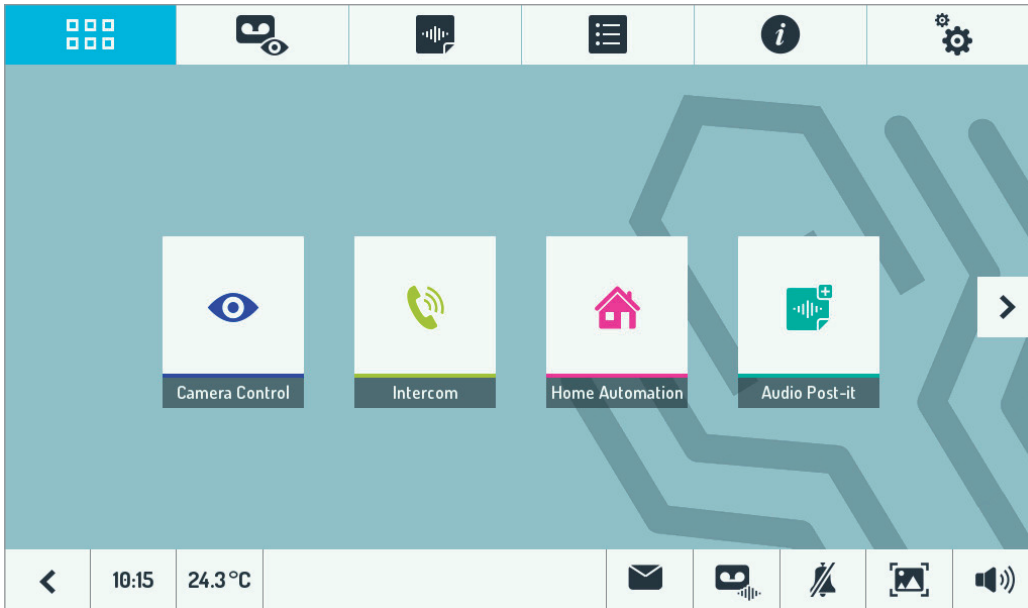 Camera Control
Intercom
Home Automation
Audio Post-it
10:15
24.3°C